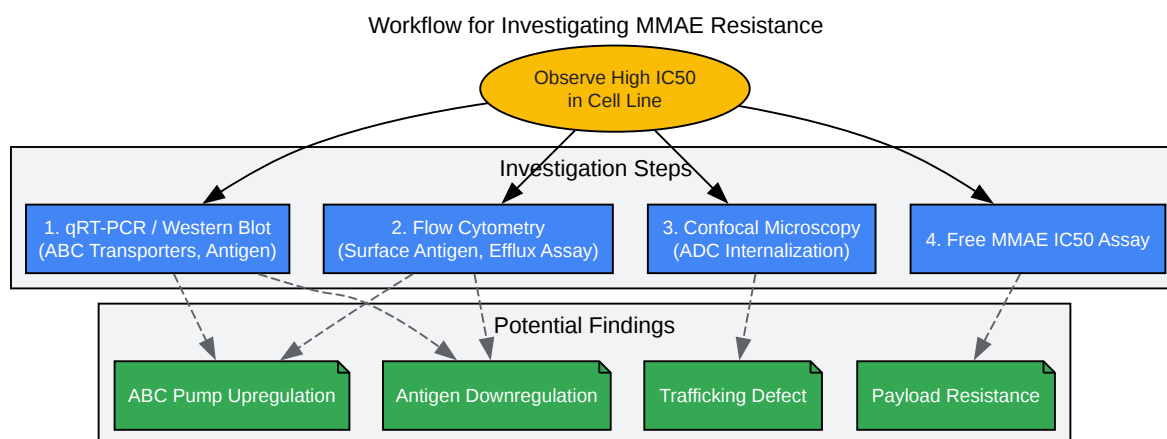 Workflow for Investigating MMAE Resistance
Observe High IC50
in Cell Line
Investigation Steps
1. qRT-PCR / Western Blot
(ABC Transporters, Antigen)
2. Flow Cytometry
(Surface Antigen, Efflux Assay)
3. Confocal Microscopy
(ADC Internalization)
4. Free MMAE IC50 Assay
Potential Findings
ABC Pump Upregulation
Antigen Downregulation
Trafficking Defect
Payload Resistance